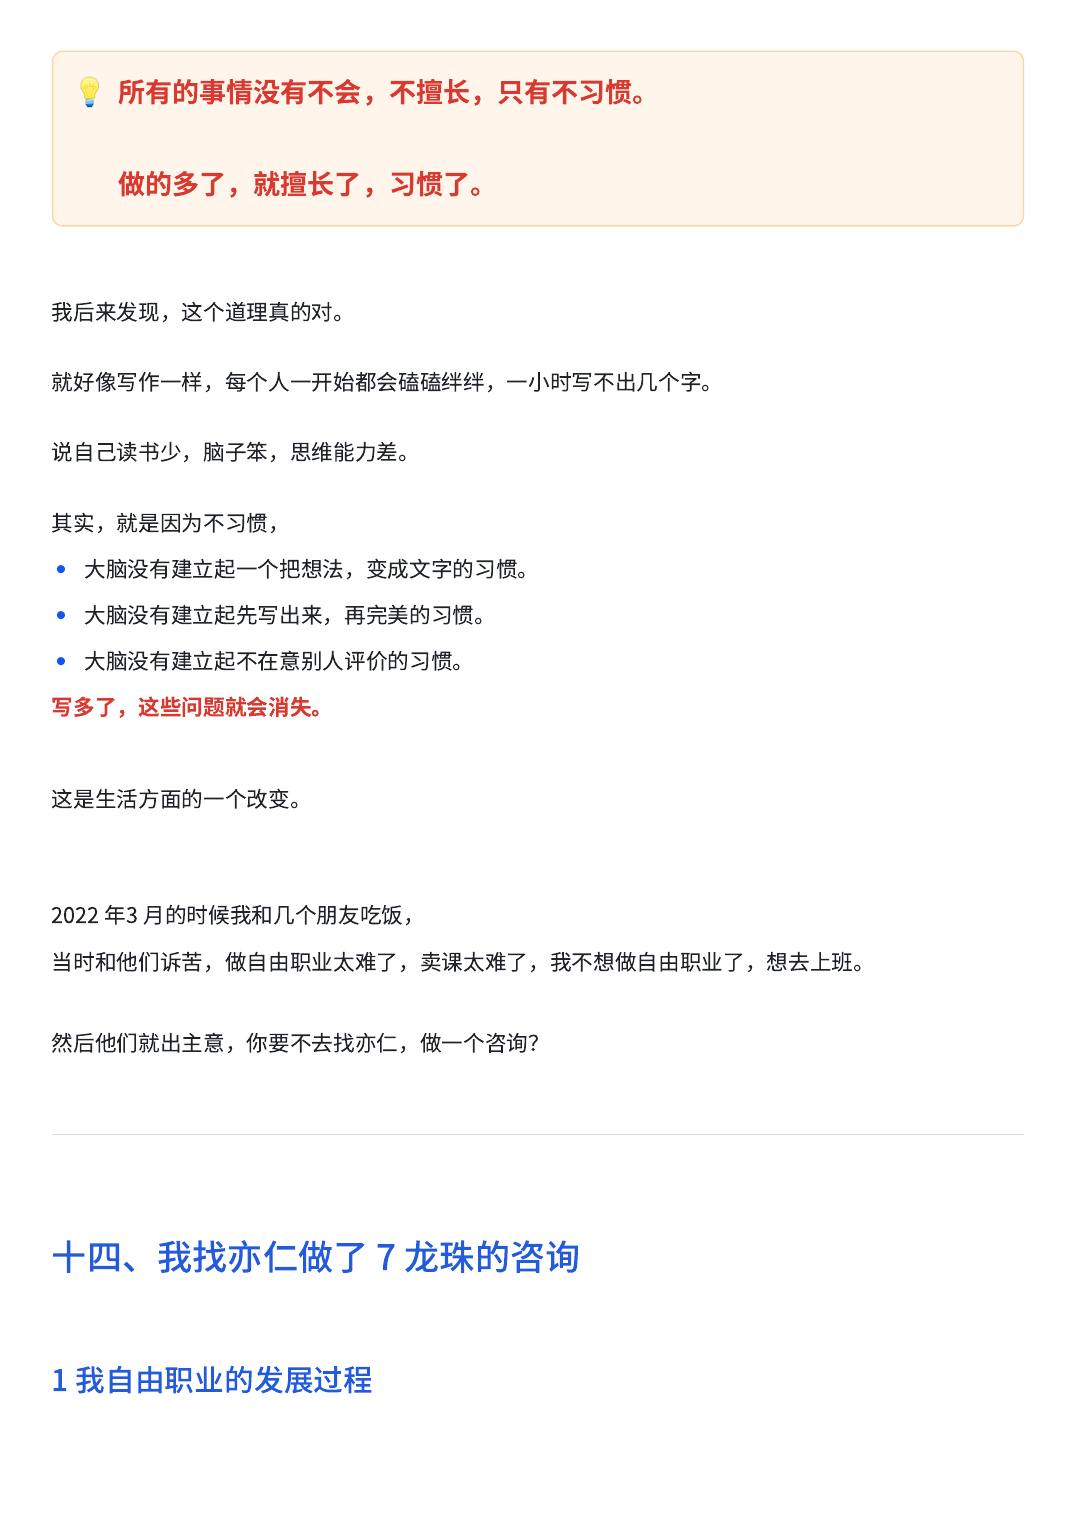 所有的事情没有不会，不擅长，只有不习惯。
做的多了，就擅长了，习惯了。
我后来发现，这个道理真的对。
就好像写作一样，每个人一开始都会磕磕绊绊，一小时写不出几个字。
说自己读书少，脑子笨，思维能力差。
其实，就是因为不习惯，
• 大脑没有建立起一个把想法，变成文字的习惯。
• 大脑没有建立起先写出来，再完美的习惯。
• 大脑没有建立起不在意别人评价的习惯。
写多了，这些问题就会消失。
这是生活方面的一个改变。
2022 年3 月的时候我和几个朋友吃饭，
当时和他们诉苦，做自由职业太难了，卖课太难了，我不想做自由职业了，想去上班。
然后他们就出主意，你要不去找亦仁，做一个咨询？
十四、我找亦仁做了 7 龙珠的咨询
1 我自由职业的发展过程